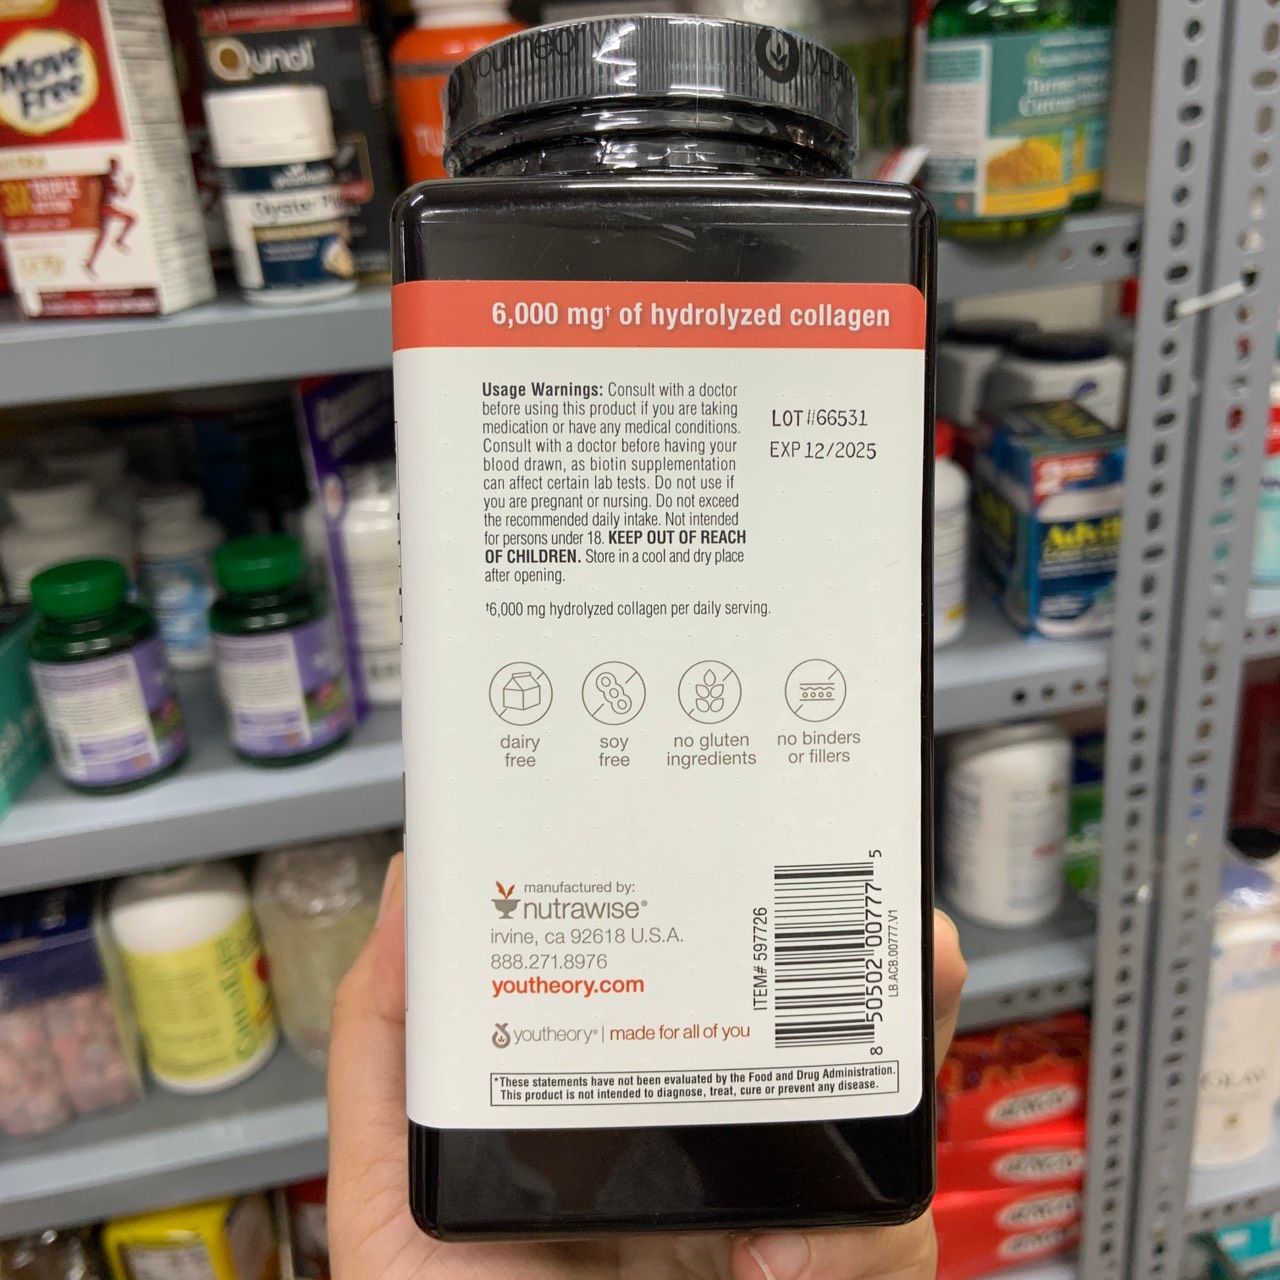 Move
Free
Qunol
Oyster
Turmeric
youtheory
6,000 mg† of hydrolyzed collagen
Usage Warnings: Consult with a doctor
before using this product if you are taking
medication or have any medical conditions.
Consult with a doctor before having your
blood drawn, as biotin supplementation
can affect certain lab tests. Do not use if
you are pregnant or nursing. Do not exceed
the recommended daily intake. Not intended
for persons under 18. KEEP OUT OF REACH
OF CHILDREN. Store in a cool and dry place
after opening.
LOT#66531
EXP 12/2025
†6,000 mg hydrolyzed collagen per daily serving.
Advil
dairy
free
soy
free
no gluten
ingredients
no binders
or fillers
manufactured by:
nutrawise®
irvine, ca 92618 U.S.A.
888.271.8976
youtheory.com
youtheory® | made for all of you
ITEM# 597726
8 50502 00777 5
LB.ACB.00777.V1
*These statements have not been evaluated by the Food and Drug Administration.
This product is not intended to diagnose, treat, cure or prevent any disease.